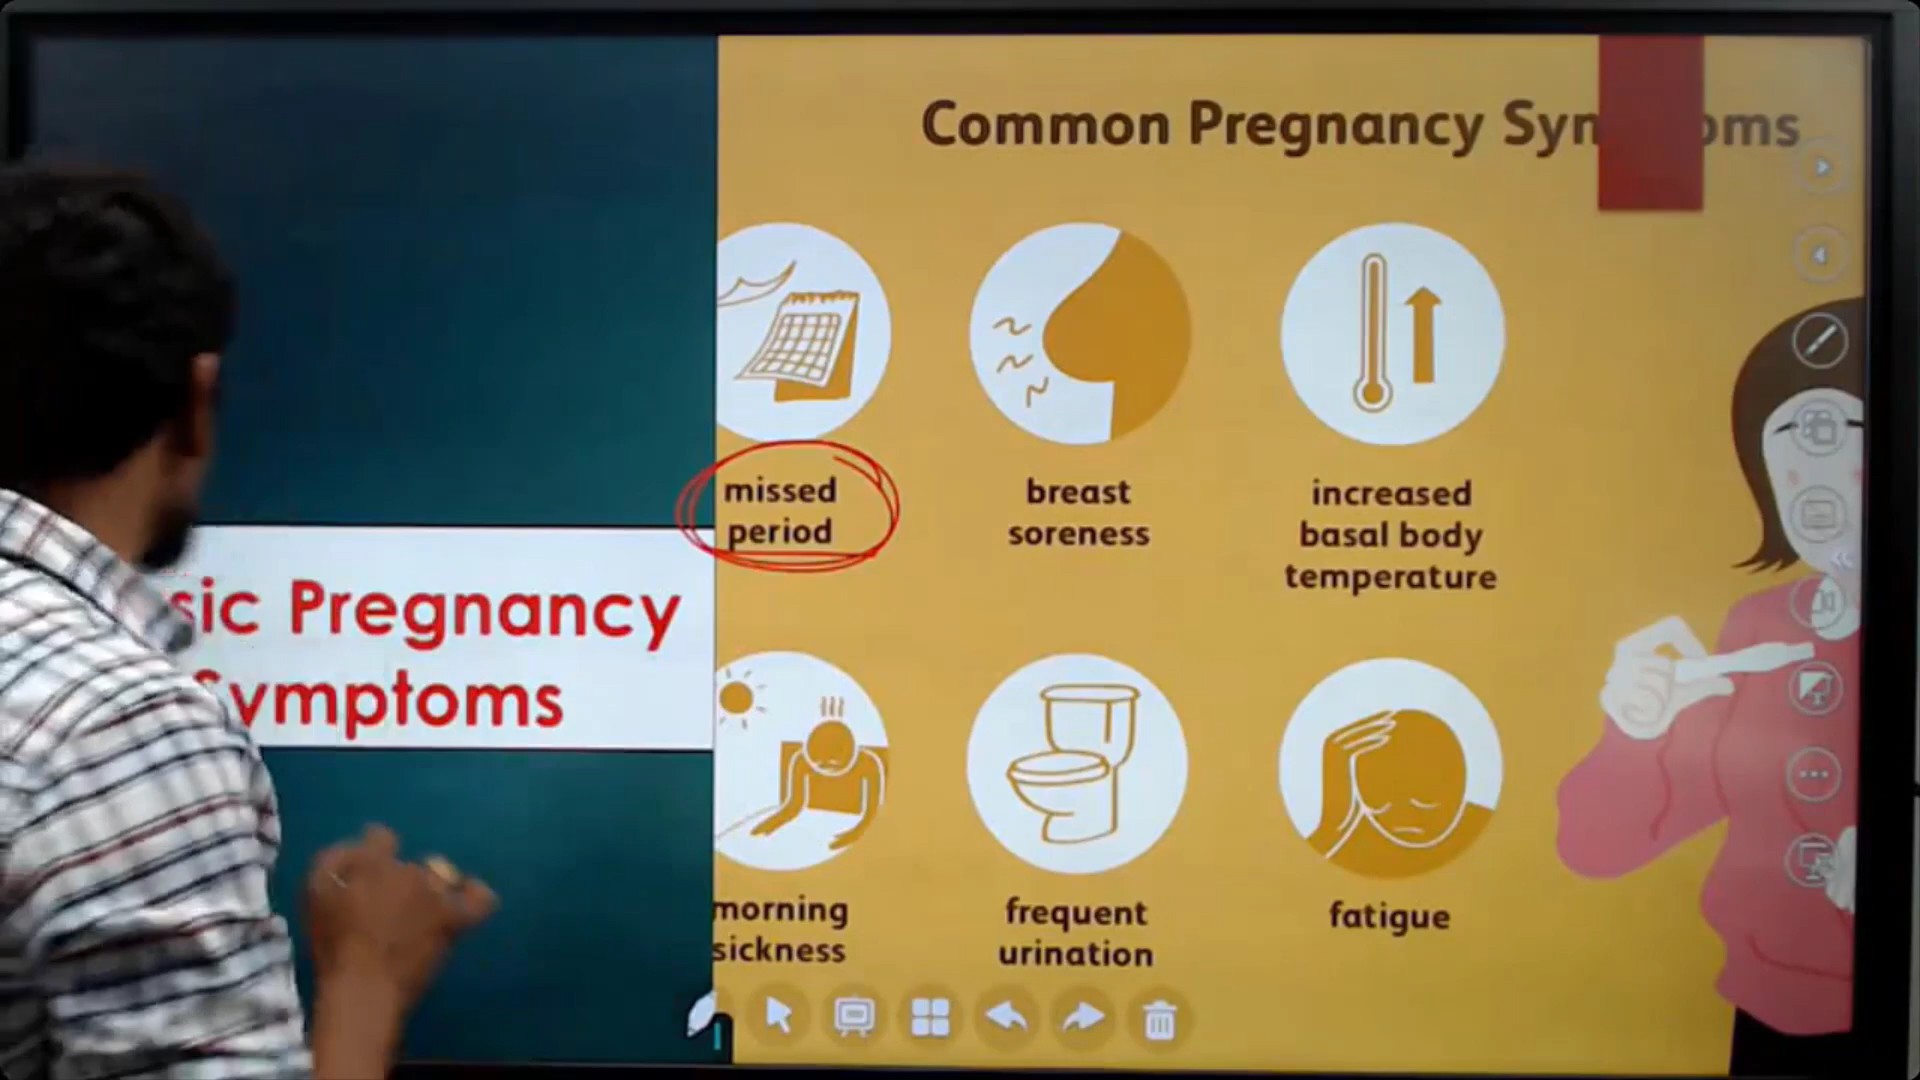 Common Pregnancy Syn oms
missed
period
breast
soreness
increased
basal body
temperature
sic Pregnancy
Symptoms
morning
sickness
frequent
urination
fatigue